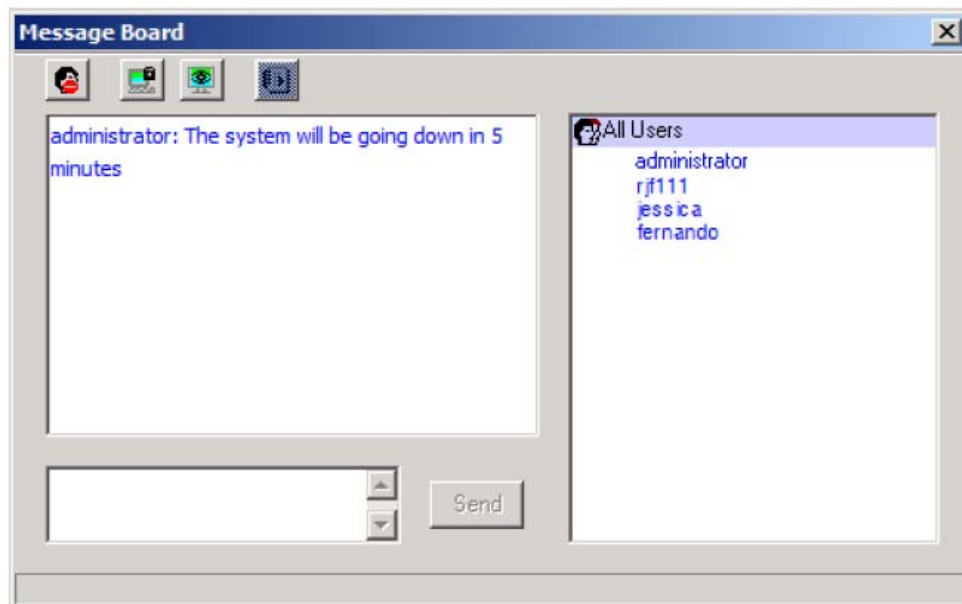 Message Board
administrator: The system will be going down in 5
minutes
All Users
administrator
rjf111
jessica
fernando
Send